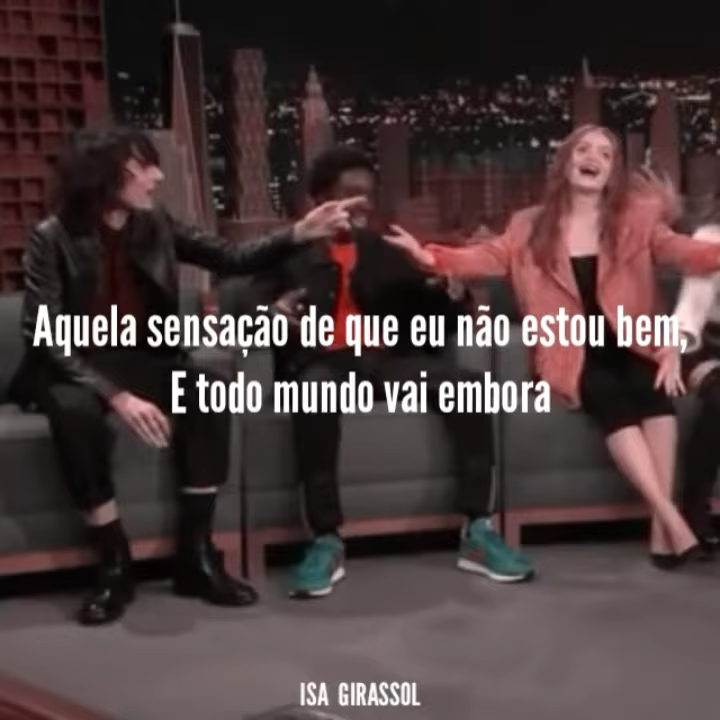 Aquela sensação de que eu não estou bem,
E todo mundo vai embora
ISA GIRASSOL